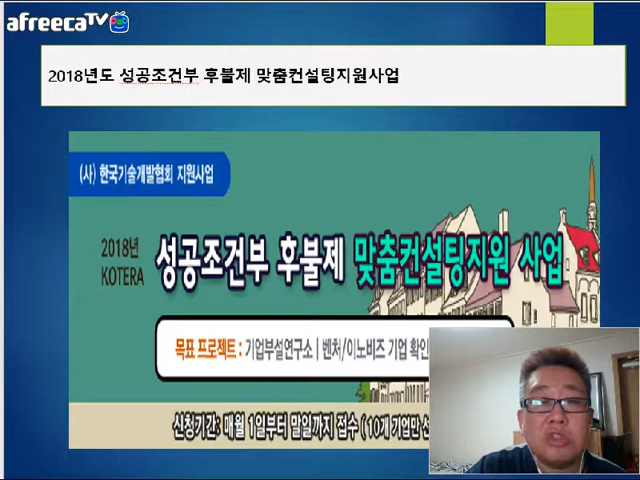 afreecaTV
2018년도 성공조건부 후불제 맞춤컨설팅지원사업
(사) 한국기술개발협회 지원사업
2018년
KOTERA
성공조건부 후불제 맞춤컨설팅지원 사업
목표 프로젝트 : 기업부설연구소 | 벤처/이노비즈 기업 확인
신청기간: 매월 1일부터 말일까지 접수 ( 10개 기업만 선